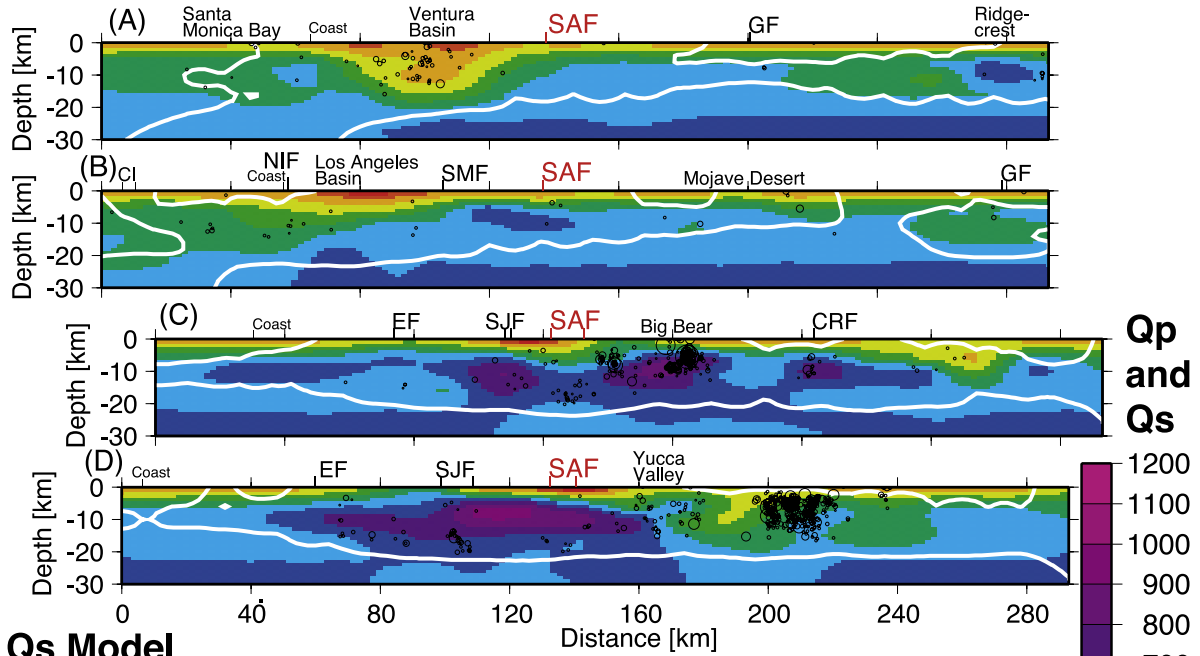 (A) Santa Monica Bay Coast Ventura Basin SAF GF Ridge-crest
Depth [km]
0
-10
-20
-30
(B) CI Coast NIF Los Angeles Basin SMF SAF Mojave Desert GF
Depth [km]
0
-10
-20
-30
(C) Coast EF SJF SAF Big Bear CRF
Depth [km]
0
-10
-20
-30
Qp
and
Qs
(D) Coast EF SJF SAF Yucca Valley
Depth [km]
0
-10
-20
-30
0 40 80 120 160 200 240 280
Distance [km]
1200
1100
1000
900
800
Qs Model